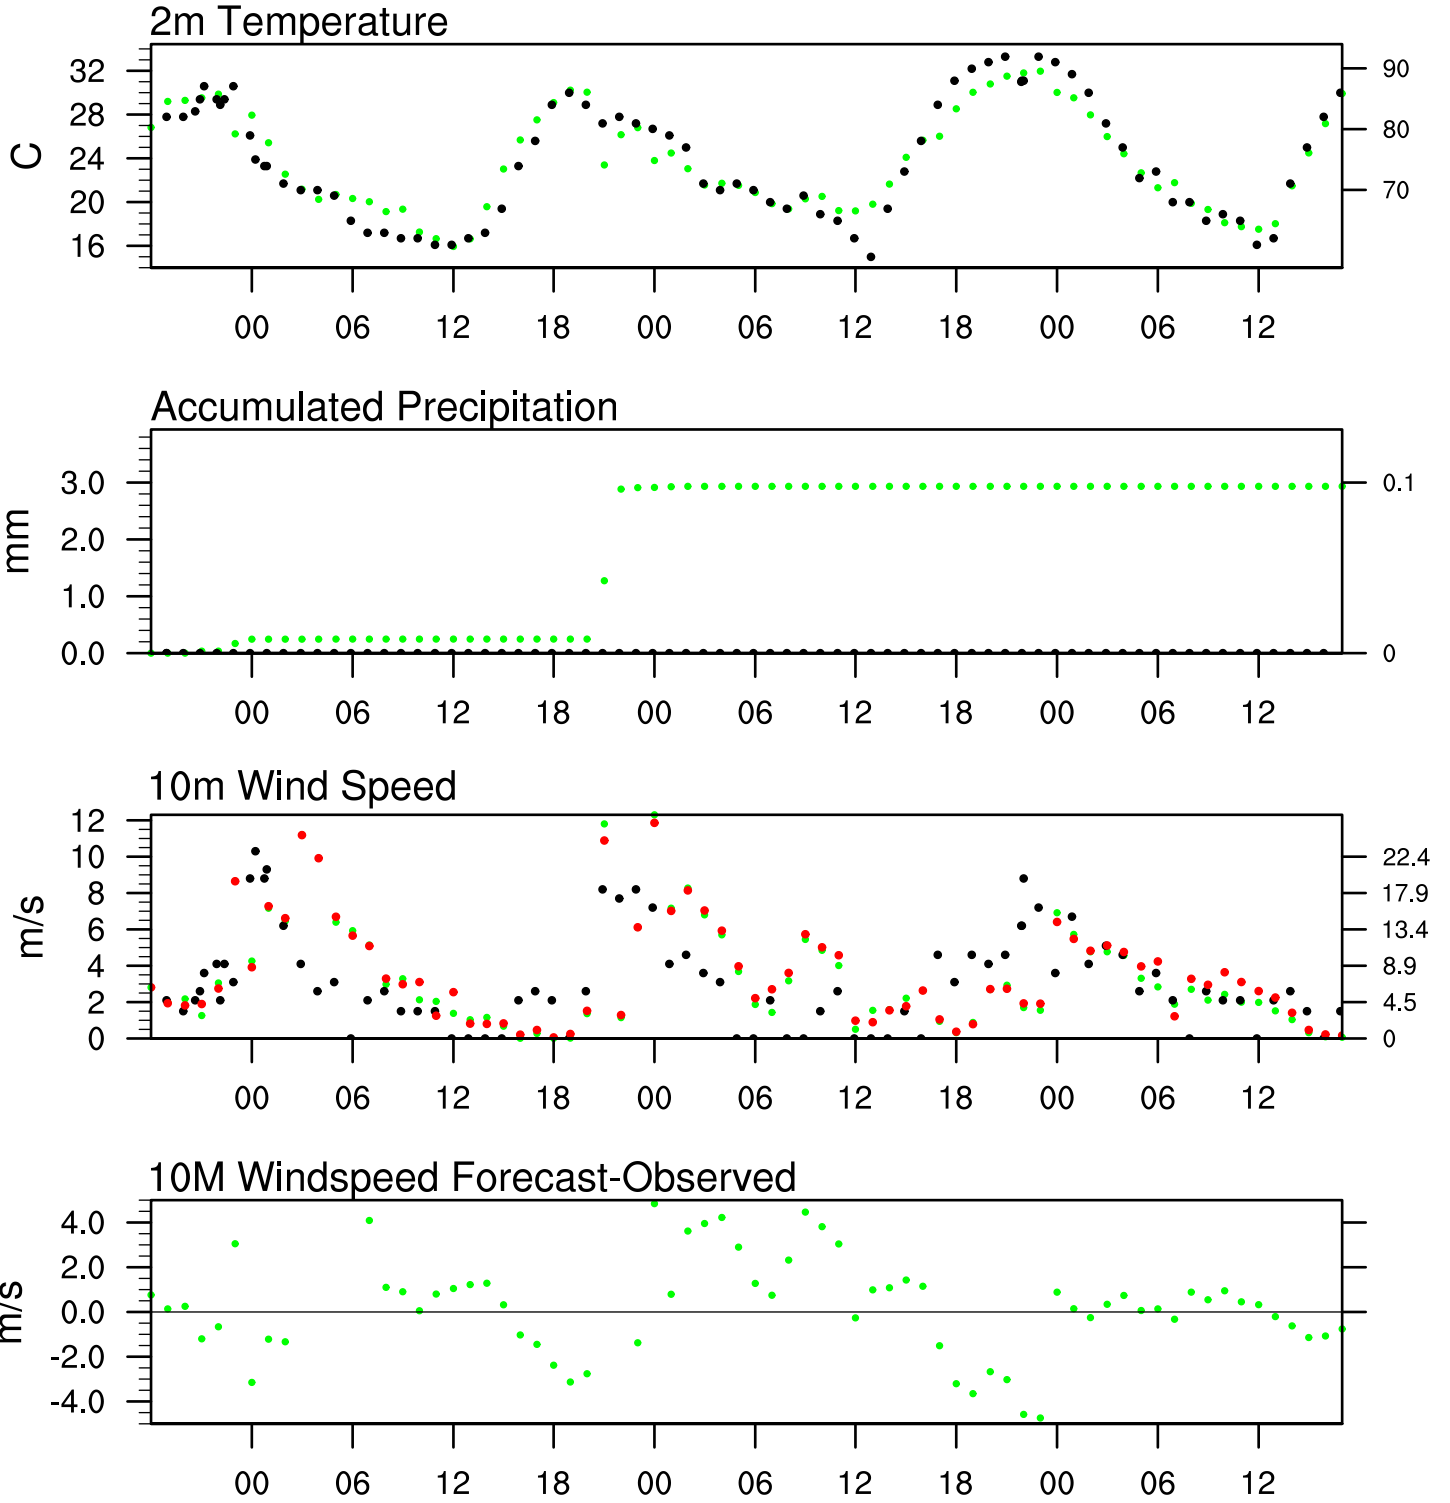 2m Temperature
32
28
24
20
16
C
90
80
70
00 06 12 18 00 06 12 18 00 06 12
Accumulated Precipitation
3.0
2.0
1.0
0.0
mm
0.1
0
00 06 12 18 00 06 12 18 00 06 12
10m Wind Speed
12
10
8
6
4
2
0
m/s
22.4
17.9
13.4
8.9
4.5
0
00 06 12 18 00 06 12 18 00 06 12
10M Windspeed Forecast-Observed
4.0
2.0
0.0
-2.0
-4.0
m/s
00 06 12 18 00 06 12 18 00 06 12